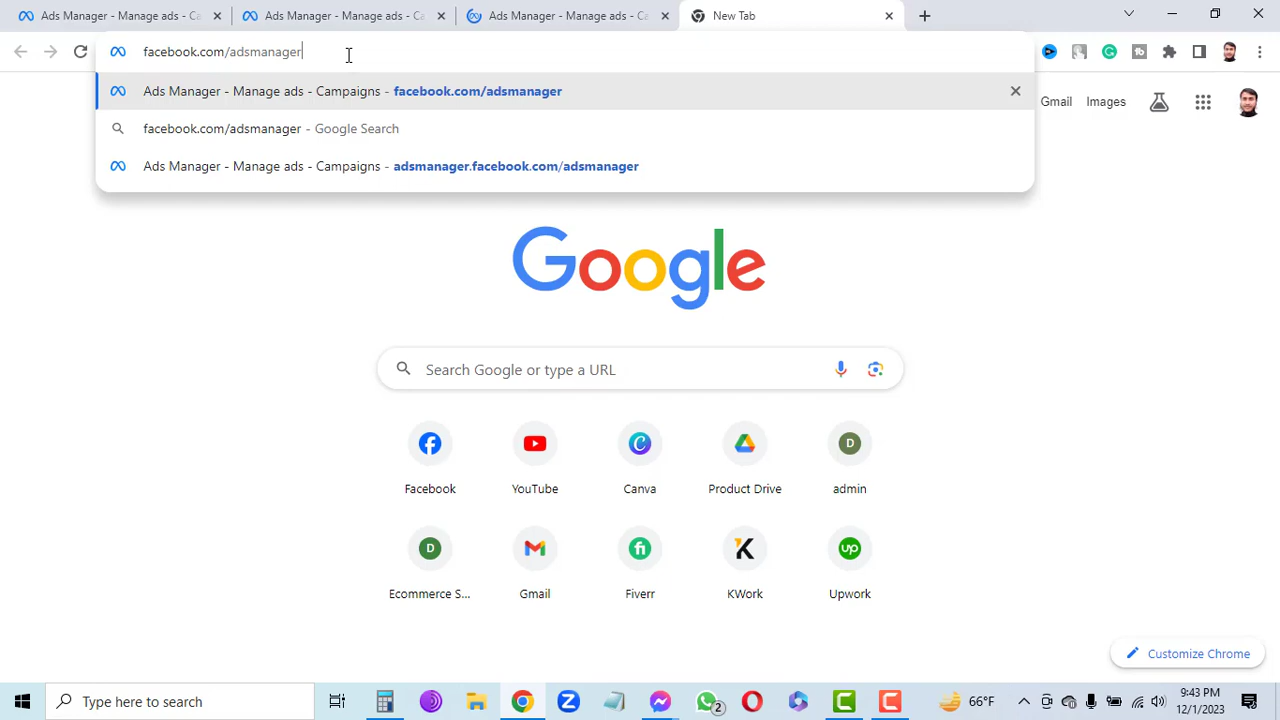 Ads Manager - Manage ads - Ca
Ads Manager - Manage ads - Ca
Ads Manager - Manage ads - Ca
New Tab
facebook.com/adsmanager
Ads Manager - Manage ads - Campaigns - facebook.com/adsmanager
facebook.com/adsmanager - Google Search
Ads Manager - Manage ads - Campaigns - adsmanager.facebook.com/adsmanager
Gmail
Images
Google
Search Google or type a URL
Facebook
YouTube
Canva
Product Drive
D
admin
D
Ecommerce S...
Gmail
fi
Fiverr
K
KWork
up
Upwork
Customize Chrome
Type here to search
2
66°F
9:43 PM
12/1/2023